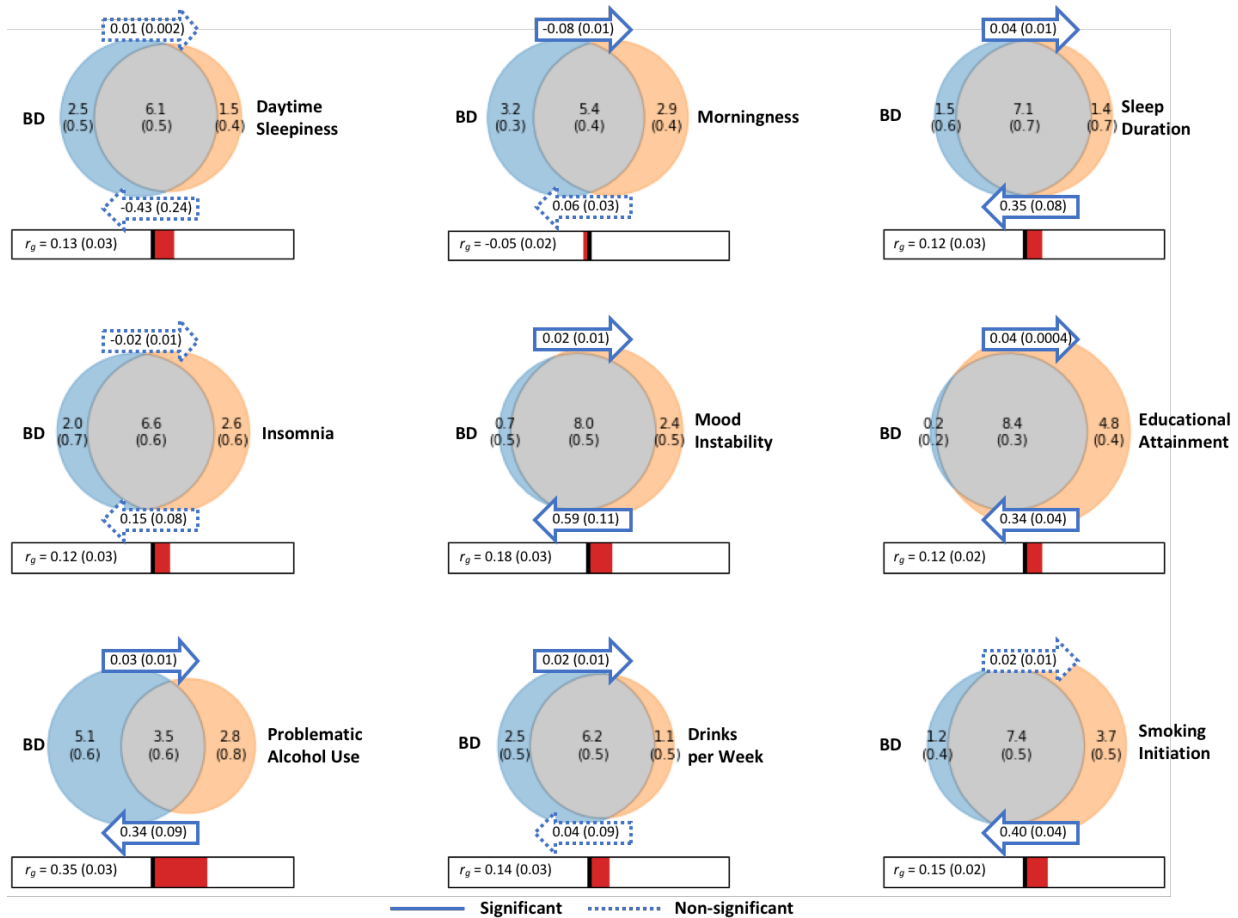 0.01 (0.002)
BD
2.5
(0.5)
6.1
(0.5)
1.5
(0.4)
Daytime
Sleepiness
-0.43 (0.24)
rg = 0.13 (0.03)
-0.08 (0.01)
BD
3.2
(0.3)
5.4
(0.4)
2.9
(0.4)
Morningness
0.06 (0.03)
rg = -0.05 (0.02)
0.04 (0.01)
BD
1.5
(0.6)
7.1
(0.7)
1.4
(0.7)
Sleep
Duration
0.35 (0.08)
rg = 0.12 (0.03)
-0.02 (0.01)
BD
2.0
(0.7)
6.6
(0.6)
2.6
(0.6)
Insomnia
0.15 (0.08)
rg = 0.12 (0.03)
0.02 (0.01)
BD
0.7
(0.5)
8.0
(0.5)
2.4
(0.5)
Mood
Instability
0.59 (0.11)
rg = 0.18 (0.03)
0.04 (0.0004)
BD
0.2
(0.2)
8.4
(0.3)
4.8
(0.4)
Educational
Attainment
0.34 (0.04)
rg = 0.12 (0.02)
0.03 (0.01)
BD
5.1
(0.6)
3.5
(0.6)
2.8
(0.8)
Problematic
Alcohol Use
0.34 (0.09)
rg = 0.35 (0.03)
0.02 (0.01)
BD
2.5
(0.5)
6.2
(0.5)
1.1
(0.5)
Drinks
per Week
0.04 (0.09)
rg = 0.14 (0.03)
0.02 (0.01)
BD
1.2
(0.4)
7.4
(0.5)
3.7
(0.5)
Smoking
Initiation
0.40 (0.04)
rg = 0.15 (0.02)
Significant
Non-significant